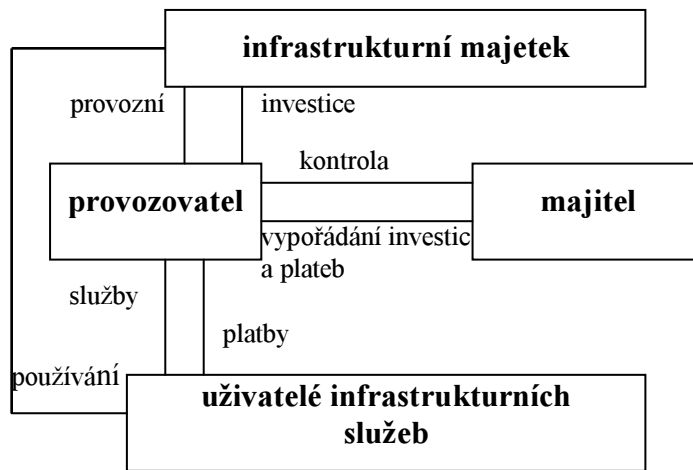 infrastrukturní majetek
provozní
investice
kontrola
provozovatel
majitel
vypořádání investic
a plateb
služby
platby
používání
uživatelé infrastrukturních
služeb